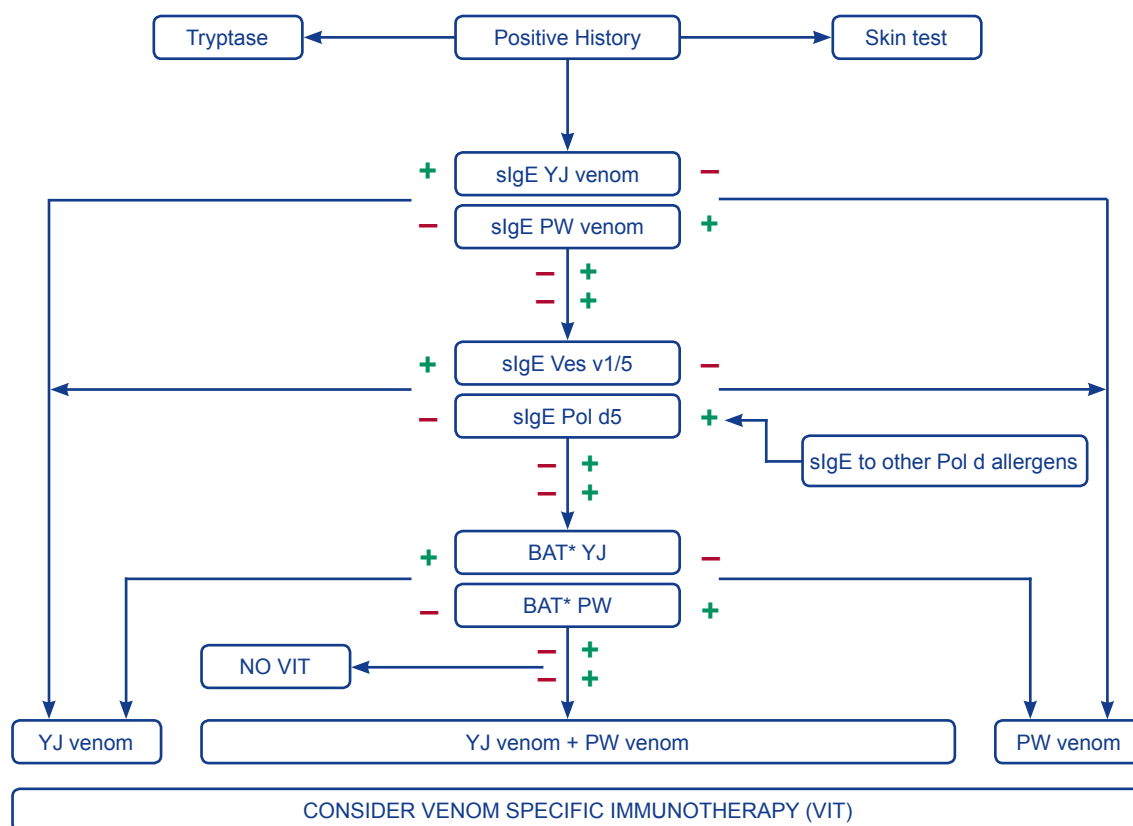 Tryptase
Positive History
Skin test
+
sIgE YJ venom
−
−
sIgE PW venom
+
− +
− +
+
sIgE Ves v1/5
−
−
sIgE Pol d5
+
sIgE to other Pol d allergens
− +
− +
+
BAT* YJ
−
−
BAT* PW
+
− +
NO VIT
− +
YJ venom
YJ venom + PW venom
PW venom
CONSIDER VENOM SPECIFIC IMMUNOTHERAPY (VIT)